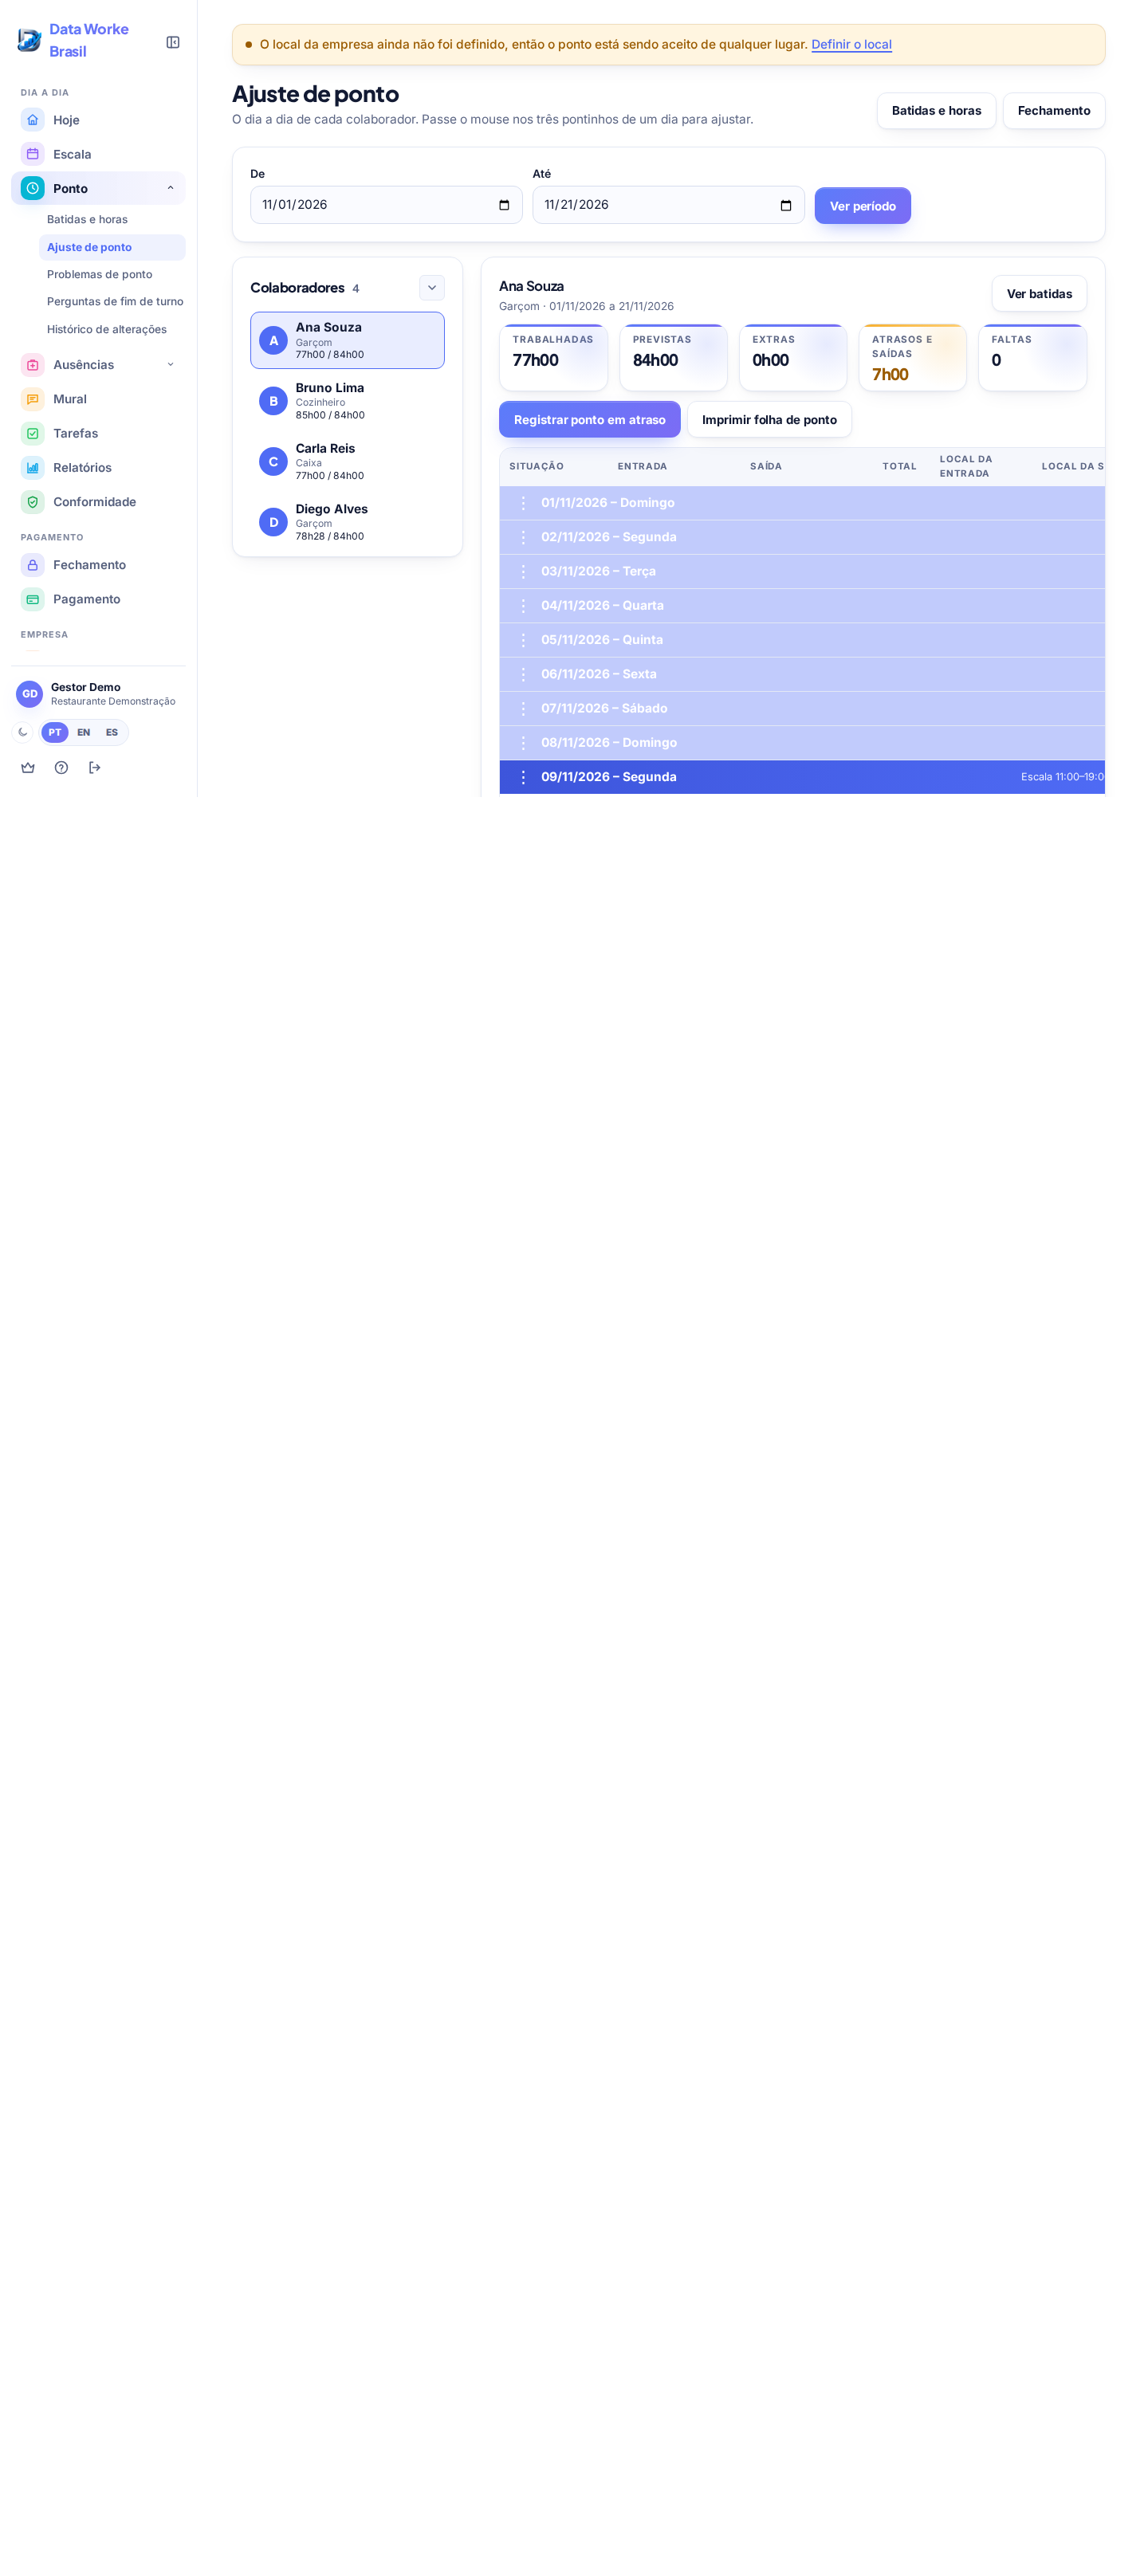 Data Worke
Brasil
DIA A DIA
Hoje
Escala
Ponto
Batidas e horas
Ajuste de ponto
Problemas de ponto
Perguntas de fim de turno
Histórico de alterações
Ausências
Mural
Tarefas
Relatórios
Conformidade
PAGAMENTO
Fechamento
Pagamento
EMPRESA
GD
Gestor Demo
Restaurante Demonstração
PT EN ES
O local da empresa ainda não foi definido, então o ponto está sendo aceito de qualquer lugar. Definir o local
Ajuste de ponto
O dia a dia de cada colaborador. Passe o mouse nos três pontinhos de um dia para ajustar.
Batidas e horas Fechamento
De Até
11/01/2026 11/21/2026 Ver período
Colaboradores 4
A
Ana Souza
Garçom
77h00 / 84h00
B
Bruno Lima
Cozinheiro
85h00 / 84h00
C
Carla Reis
Caixa
77h00 / 84h00
D
Diego Alves
Garçom
78h28 / 84h00
Ana Souza
Garçom · 01/11/2026 a 21/11/2026
Ver batidas
TRABALHADAS
77h00
PREVISTAS
84h00
EXTRAS
0h00
ATRASOS E
SAÍDAS
7h00
FALTAS
0
Registrar ponto em atraso Imprimir folha de ponto
SITUAÇÃO ENTRADA SAÍDA TOTAL LOCAL DA
ENTRADA LOCAL DA S
01/11/2026 – Domingo
02/11/2026 – Segunda
03/11/2026 – Terça
04/11/2026 – Quarta
05/11/2026 – Quinta
06/11/2026 – Sexta
07/11/2026 – Sábado
08/11/2026 – Domingo
09/11/2026 – Segunda Escala 11:00–19:0